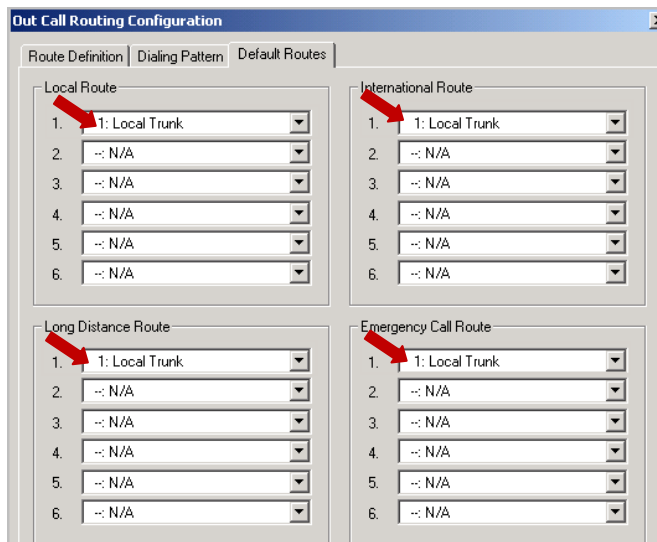 Out Call Routing Configuration
Route Definition Dialing Pattern Default Routes
Local Route
1. 1: Local Trunk
2. --: N/A
3. --: N/A
4. --: N/A
5. --: N/A
6. --: N/A
International Route
1. 1: Local Trunk
2. --: N/A
3. --: N/A
4. --: N/A
5. --: N/A
6. --: N/A
Long Distance Route
1. 1: Local Trunk
2. --: N/A
3. --: N/A
4. --: N/A
5. --: N/A
6. --: N/A
Emergency Call Route
1. 1: Local Trunk
2. --: N/A
3. --: N/A
4. --: N/A
5. --: N/A
6. --: N/A